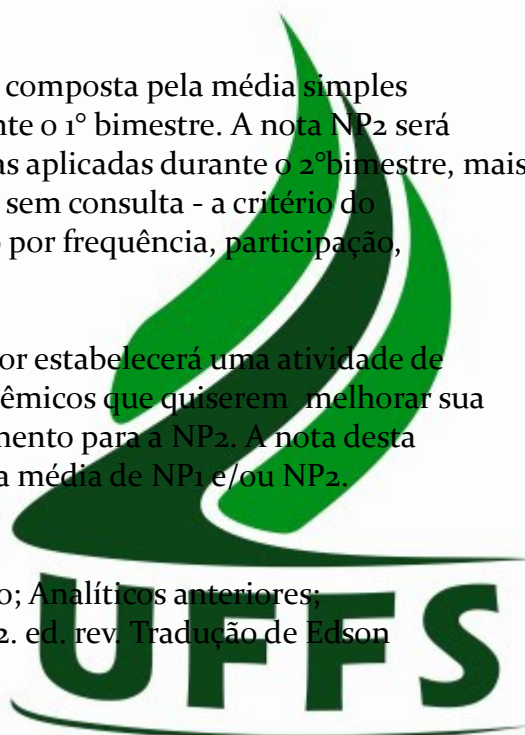 composta pela média simples
nte o 1° bimestre. A nota NP2 será
as aplicadas durante o 2°bimestre, mais
sem consulta - a critério do
o por frequência, participação,
or estabelecerá uma atividade de
êmicos que quiserem melhorar sua
mento para a NP2. A nota desta
a média de NP1 e/ou NP2.
o; Analíticos anteriores;
2. ed. rev. Tradução de Edson
UFFS